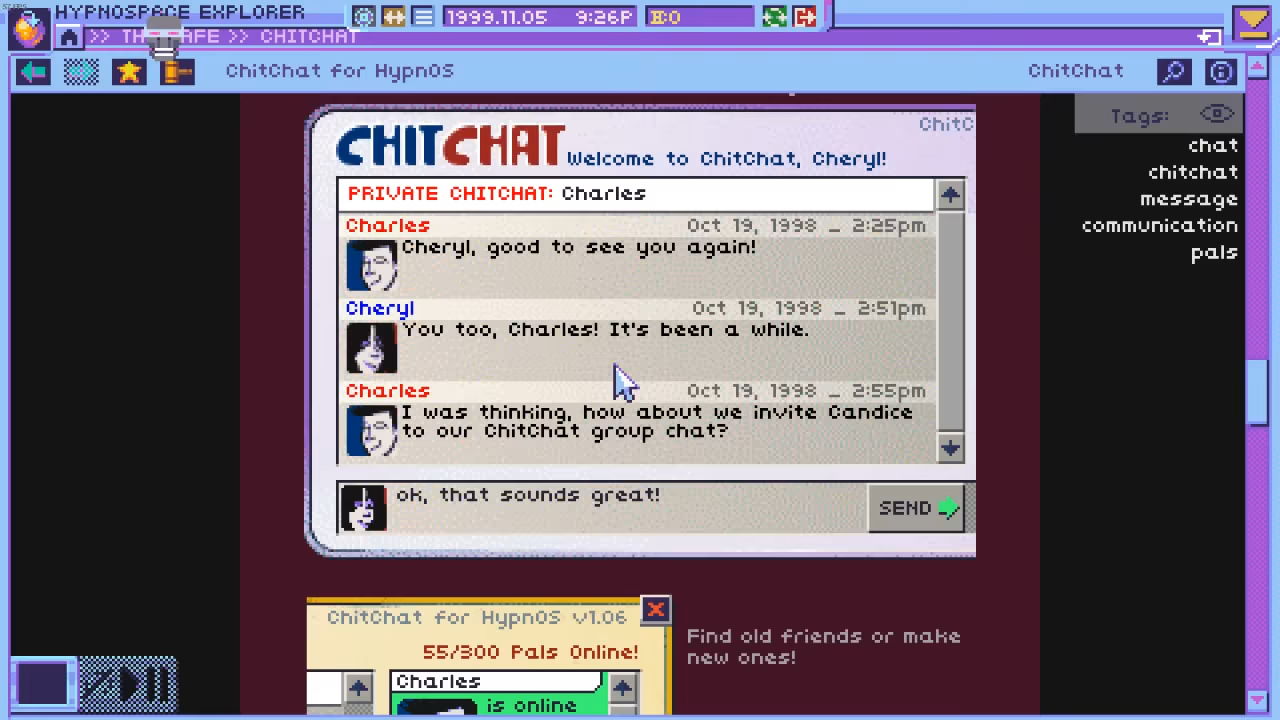 HYPNOSPACE EXPLORER
1999.11.05 9:26P
:0
>> TH AFE >> CHITCHAT
ChitChat for HypnOS
ChitChat
Tags:
chat
chitchat
message
communication
pals
ChitC
CHITCHAT
Welcome to ChitChat, Cheryl!
PRIVATE CHITCHAT: Charles
Charles Oct 19, 1998 _ 2:25pm
Cheryl, good to see you again!
Cheryl Oct 19, 1998 _ 2:51pm
You too, Charles! It's been a while.
Charles Oct 19, 1998 _ 2:55pm
I was thinking, how about we invite Candice
to our ChitChat group chat?
ok, that sounds great!
SEND
ChitChat for HypnOS v1.06
55/300 Pals Online!
Charles
is online
Find old friends or make
new ones!